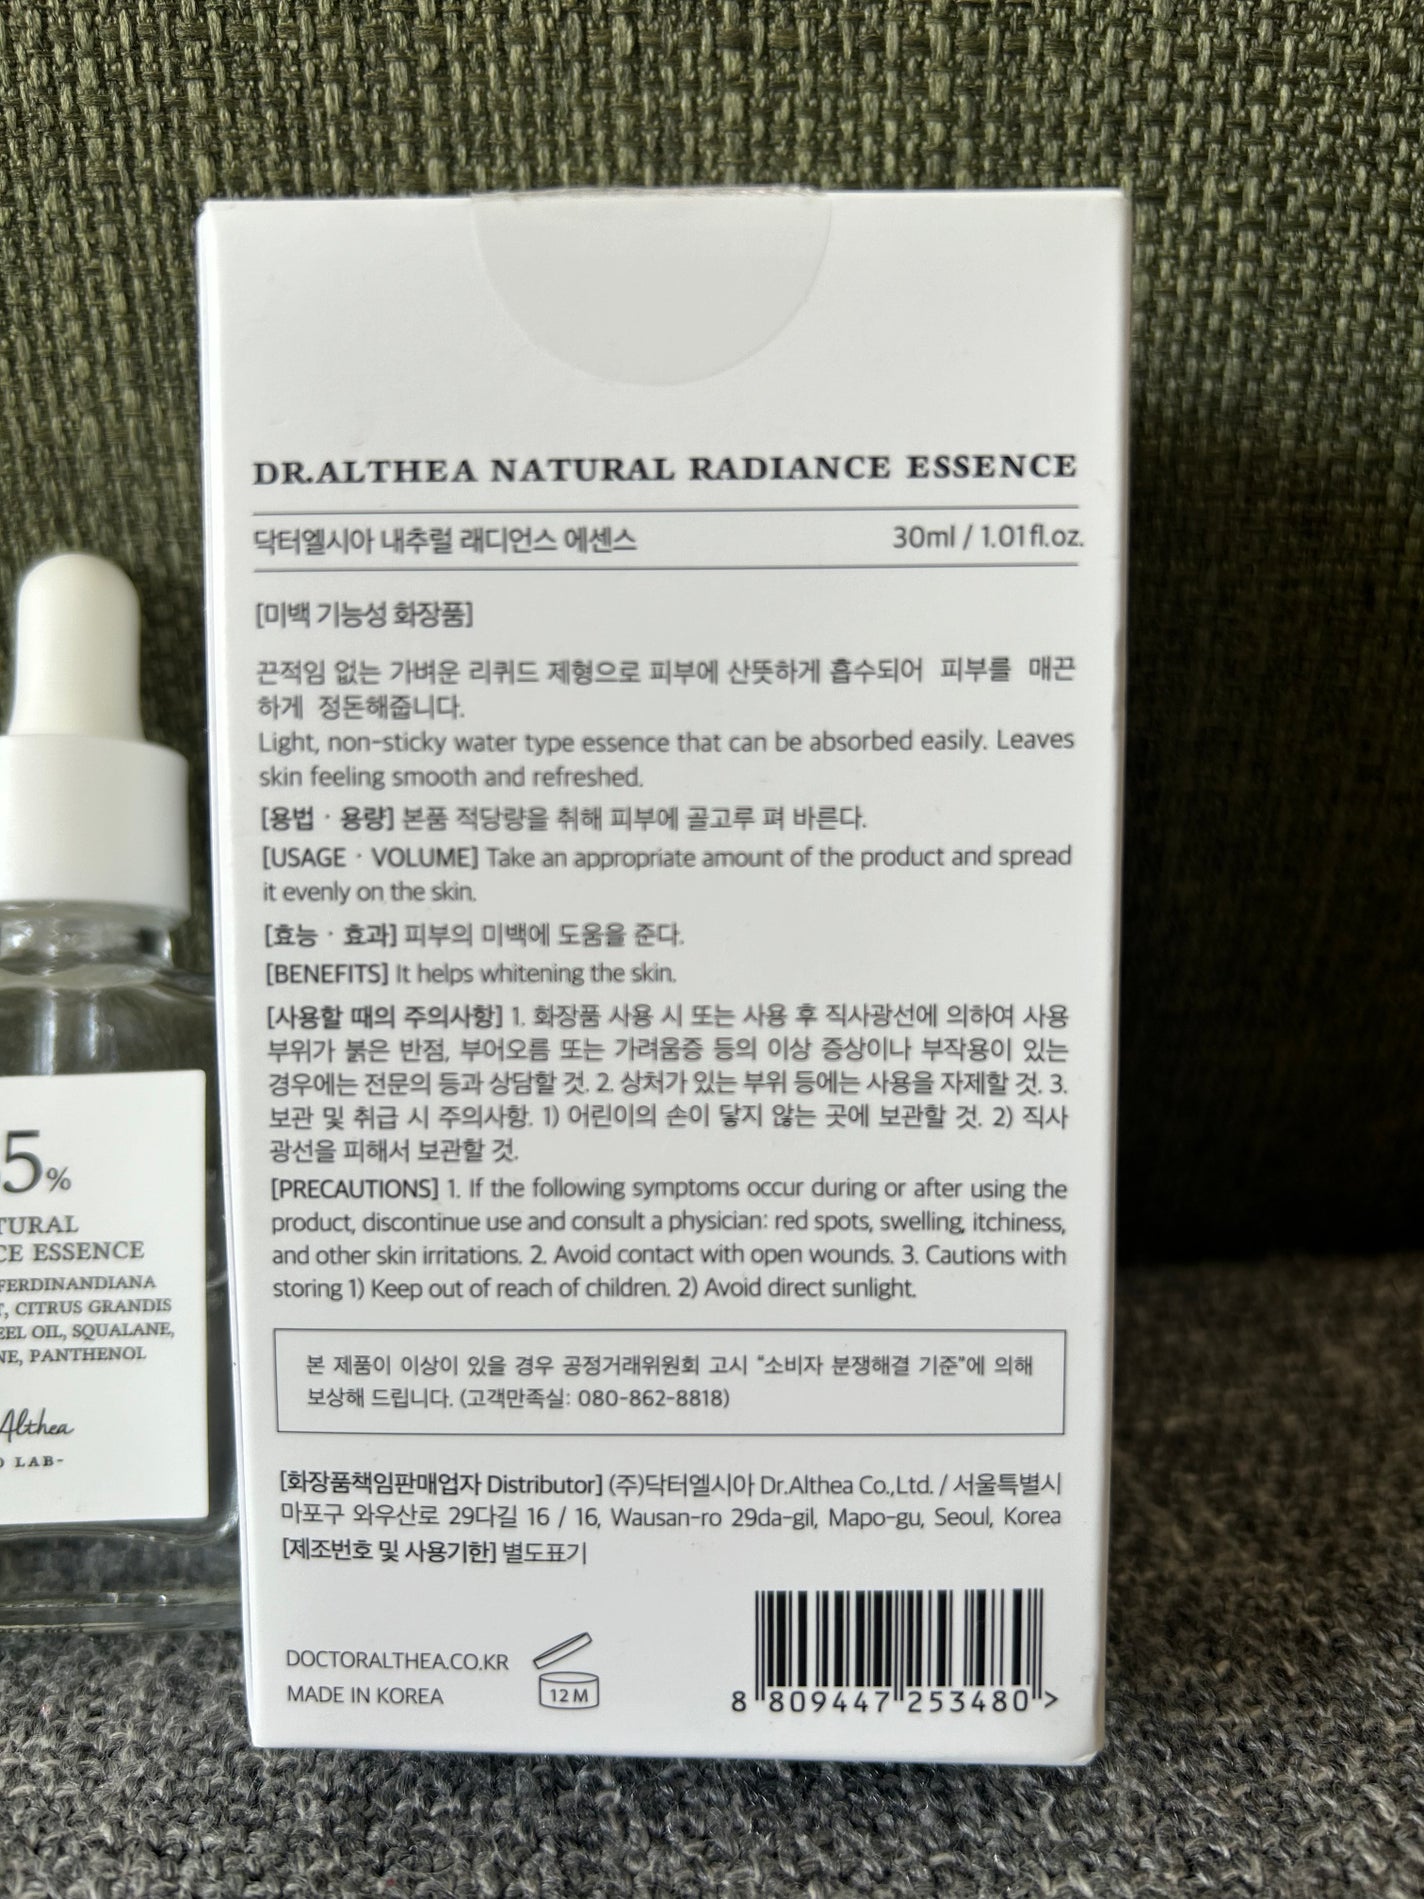 DR.ALTHEA NATURAL RADIANCE ESSENCE
닥터엘시아 내추럴 래디언스 에센스 30ml / 1.01fl.oz.
[미백 기능성 화장품]
끈적임 없는 가벼운 리퀴드 제형으로 피부에 산뜻하게 흡수되어 피부를 매끈
하게 정돈해줍니다.
Light, non-sticky water type essence that can be absorbed easily. Leaves
skin feeling smooth and refreshed.
[용법 · 용량] 본품 적당량을 취해 피부에 골고루 펴 바른다.
[USAGE · VOLUME] Take an appropriate amount of the product and spread
it evenly on the skin.
[효능 · 효과] 피부의 미백에 도움을 준다.
[BENEFITS] It helps whitening the skin.
[사용할 때의 주의사항] 1. 화장품 사용 시 또는 사용 후 직사광선에 의하여 사용
부위가 붉은 반점, 부어오름 또는 가려움증 등의 이상 증상이나 부작용이 있는
경우에는 전문의 등과 상담할 것. 2. 상처가 있는 부위 등에는 사용을 자제할 것. 3.
보관 및 취급 시 주의사항. 1) 어린이의 손이 닿지 않는 곳에 보관할 것. 2) 직사
광선을 피해서 보관할 것.
[PRECAUTIONS] 1. If the following symptoms occur during or after using the
product, discontinue use and consult a physician: red spots, swelling, itchiness,
and other skin irritations. 2. Avoid contact with open wounds. 3. Cautions with
storing 1) Keep out of reach of children. 2) Avoid direct sunlight.
본 제품이 이상이 있을 경우 공정거래위원회 고시 "소비자 분쟁해결 기준"에 의해
보상해 드립니다. (고객만족실: 080-862-8818)
[화장품책임판매업자 Distributor] (주)닥터엘시아 Dr.Althea Co.,Ltd. / 서울특별시
마포구 와우산로 29다길 16 / 16, Wausan-ro 29da-gil, Mapo-gu, Seoul, Korea
[제조번호 및 사용기한] 별도표기
DOCTORALTHEA.CO.KR
MADE IN KOREA
12M
8 809447 253480 >
5%
TURAL
CE ESSENCE
FERDINANDIANA
T, CITRUS GRANDIS
EEL OIL, SQUALANE,
NE, PANTHENOL
Althea
LAB-